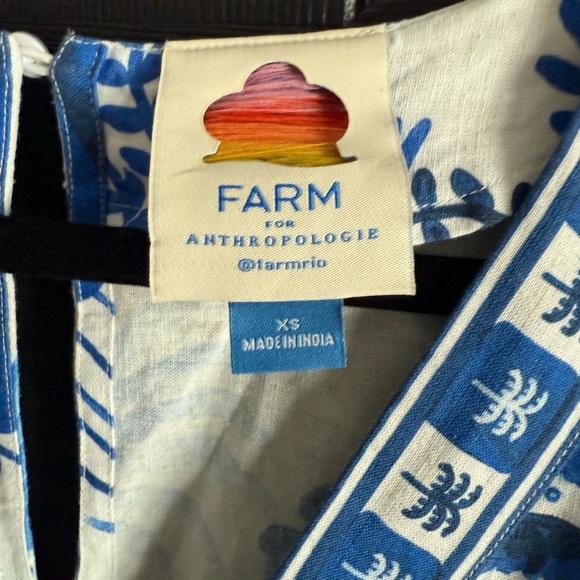 FARM
FOR
ANTHROPOLOGIE
@farmrio
XS
MADE IN INDIA